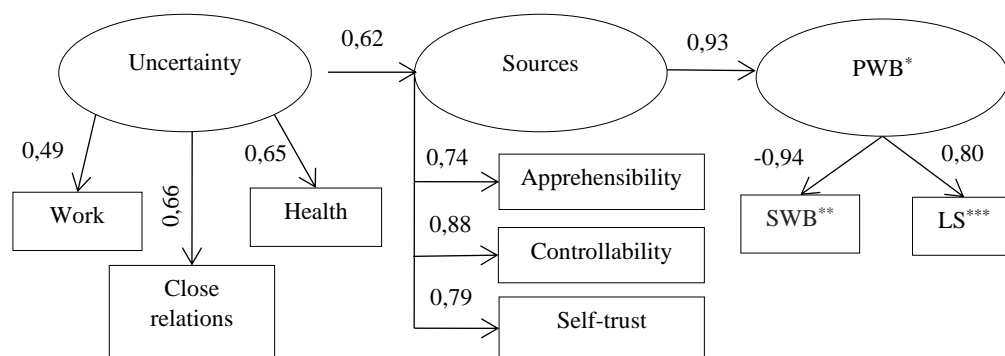 0,62
0,93
Uncertainty
Sources
PWB*
0,49
0,66
0,65
0,74
-0,94
0,80
Work
Health
Apprehensibility
SWB**
LS***
0,88
Controllability
Close
relations
0,79
Self-trust